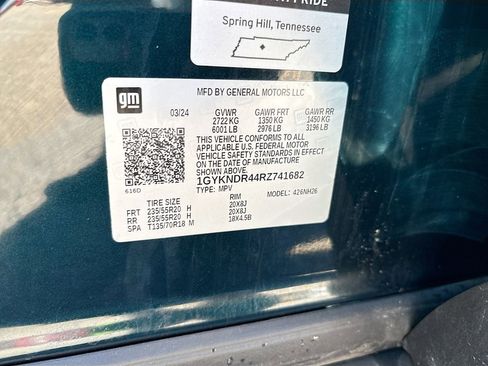 Spring Hill, Tennessee
gm
MFD BY GENERAL MOTORS LLC
03/24 GVWR GAWR FRT GAWR RR
2722 KG 1350 KG 1450 KG
6001 LB 2976 LB 3196 LB
THIS VEHICLE CONFORMS TO ALL
APPLICABLE U.S. FEDERAL MOTOR
VEHICLE SAFETY STANDARDS IN EFFECT
ON THE DATE OF MANUFACTURE
SHOWN ABOVE.
616D
1GYKNDR44RZ741682
TYPE: MPV MODEL: 426NH26
TIRE SIZE RIM
FRT 235/55R20 H 20X8J
RR 235/55R20 H 20X8J
SPA T135/70R18 M 18X4.5B